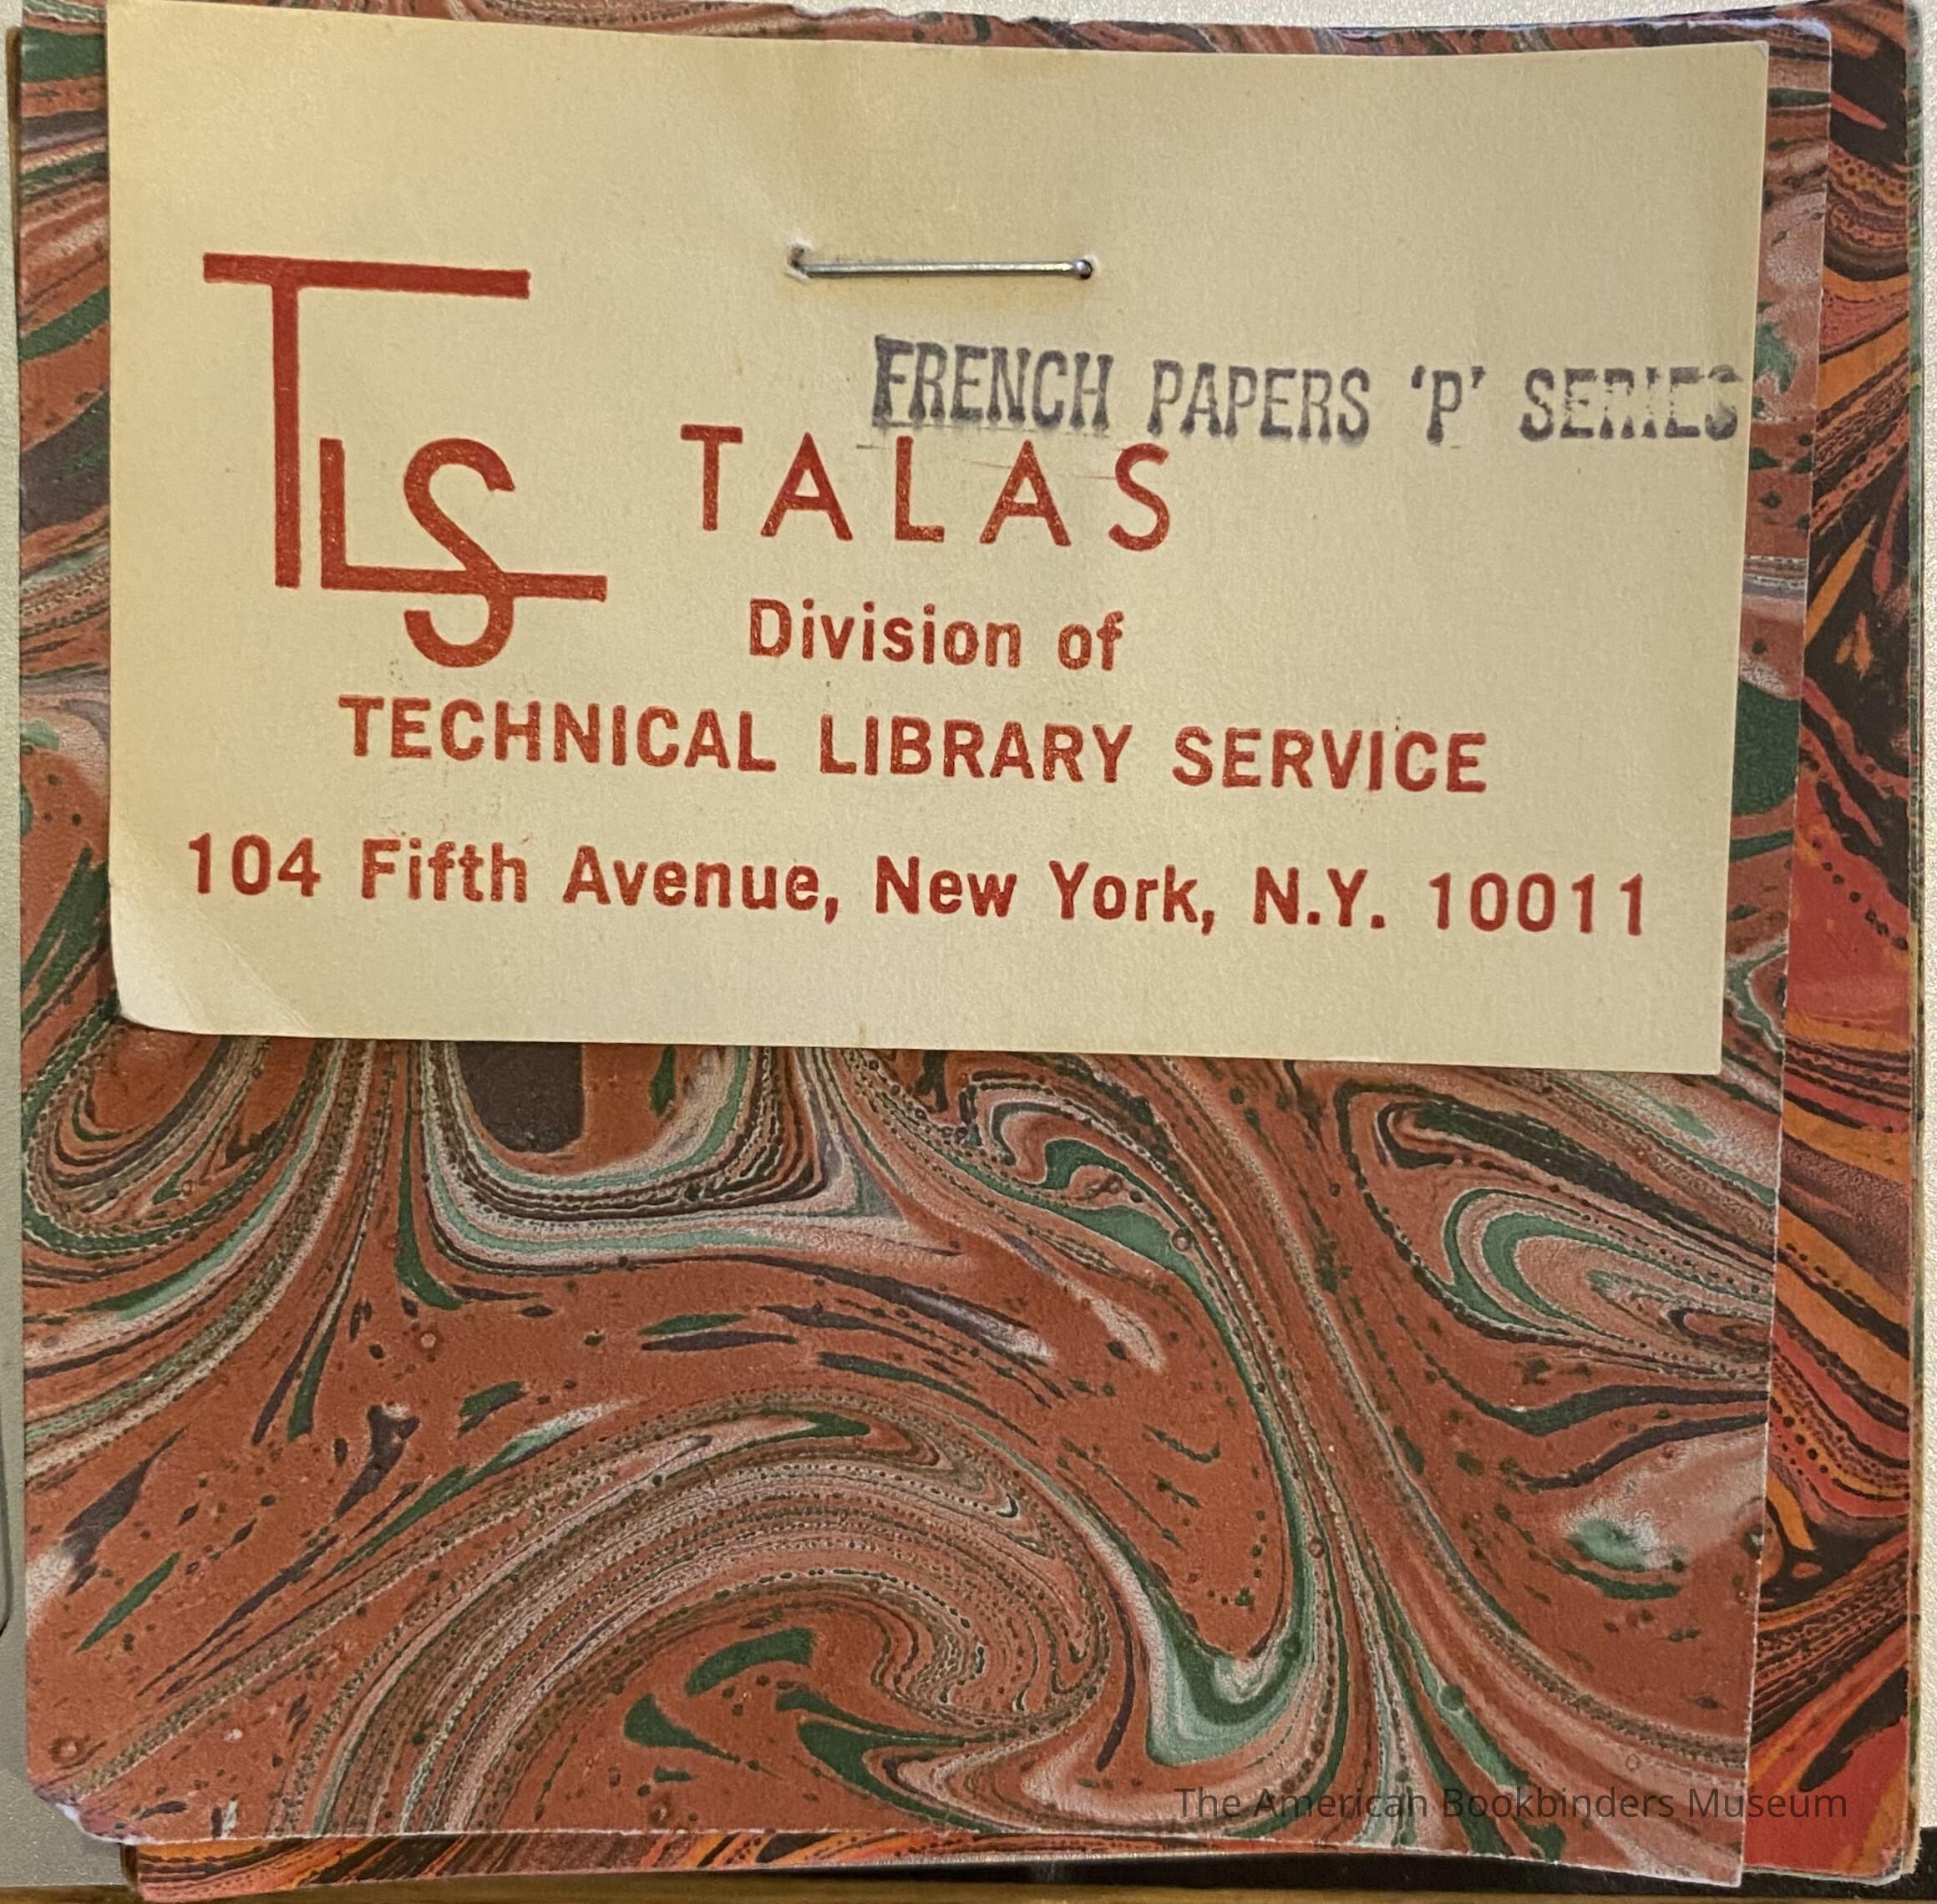 FRENCH PAPERS 'P' SERIES
TLS
TALAS
Division of
TECHNICAL LIBRARY SERVICE
104 Fifth Avenue, New York, N.Y. 10011
The American Bookbinders Museum